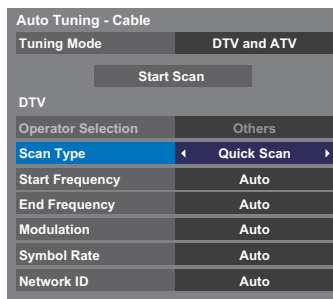 Auto Tuning - Cable
Tuning Mode DTV and ATV
Start Scan
DTV
Operator Selection Others
Scan Type Quick Scan
Start Frequency Auto
End Frequency Auto
Modulation Auto
Symbol Rate Auto
Network ID Auto